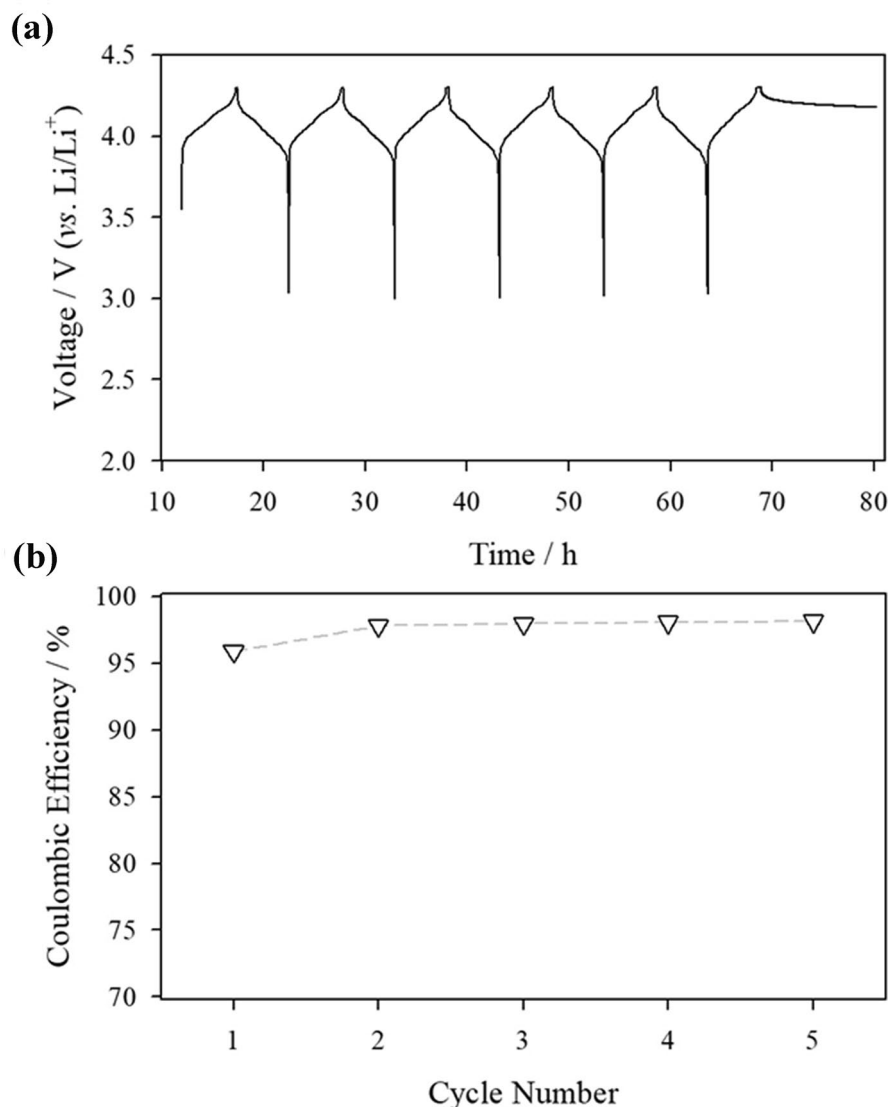 (a)
4.5
4.0
3.5
3.0
2.5
2.0
Voltage / V (vs. Li/Li⁺)
10 20 30 40 50 60 70 80
Time / h
(b)
100
95
90
85
80
75
70
Coulombic Efficiency / %
1 2 3 4 5
Cycle Number